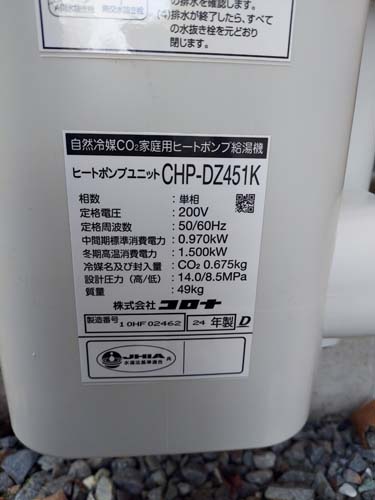 の排水を確認します。
(4)排水が終了したら、すべて
の水抜き栓を元どおり
閉じます。
自然冷媒CO₂家庭用ヒートポンプ給湯機
ヒートポンプユニット CHP-DZ451K
相数 : 単相
定格電圧 : 200V
定格周波数 : 50/60Hz
中間期標準消費電力 : 0.970kW
冬期高温消費電力 : 1.500kW
冷媒名及び封入量 : CO₂ 0.675kg
設計圧力（高/低） : 14.0/8.5MPa
質量 : 49kg
株式会社 コロナ
製造番号 10HF02462 24 年製 D
JHIA